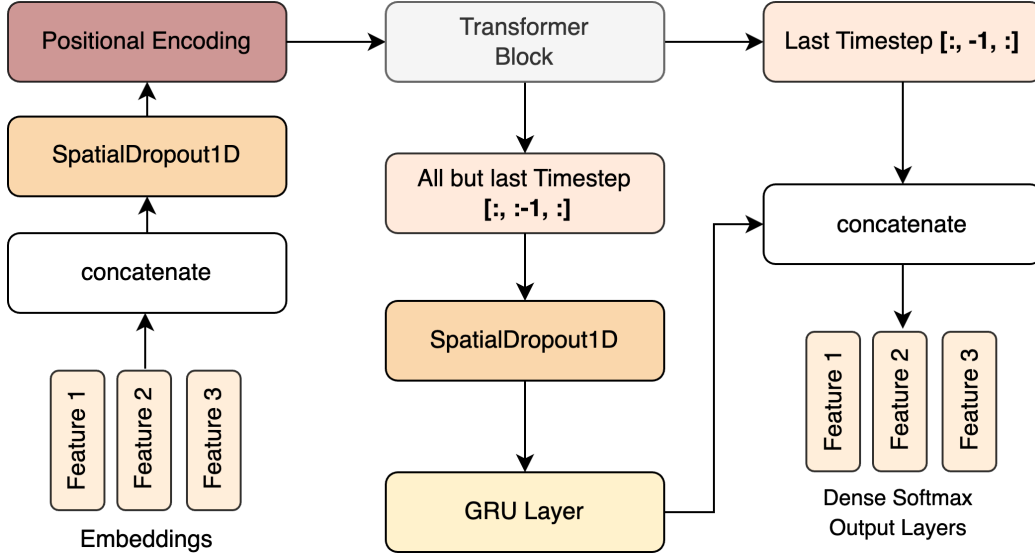 Positional Encoding
Transformer
Block
Last Timestep [:, -1, :]
SpatialDropout1D
All but last Timestep
[:, :-1, :]
concatenate
concatenate
SpatialDropout1D
Feature 1
Feature 2
Feature 3
Embeddings
GRU Layer
Feature 1
Feature 2
Feature 3
Dense Softmax
Output Layers